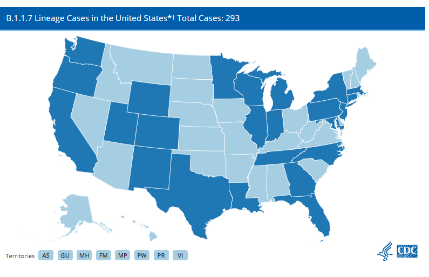 B.1.1.7 Lineage Cases in the United States*† Total Cases: 293
Territories AS GU MH FM MP PW PR VI
CDC